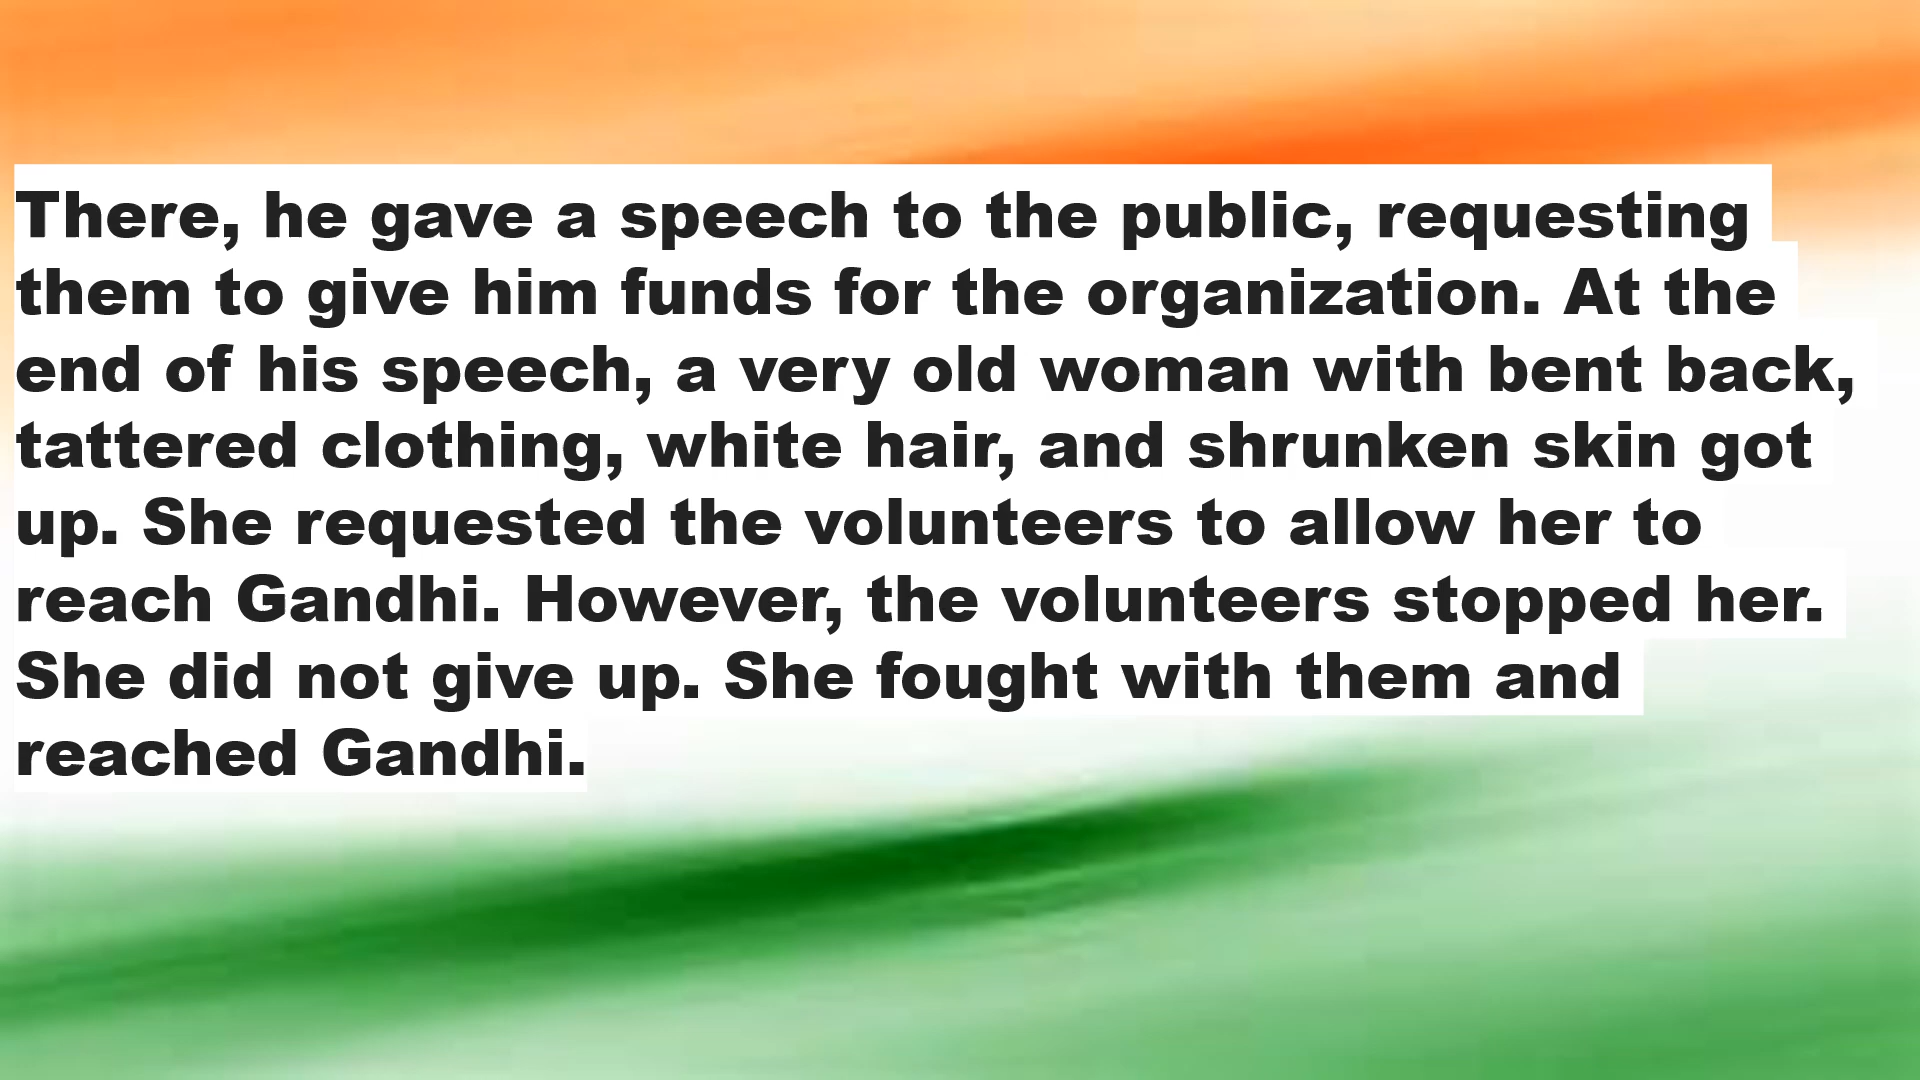 There, he gave a speech to the public, requesting
them to give him funds for the organization. At the
end of his speech, a very old woman with bent back,
tattered clothing, white hair, and shrunken skin got
up. She requested the volunteers to allow her to
reach Gandhi. However, the volunteers stopped her.
She did not give up. She fought with them and
reached Gandhi.